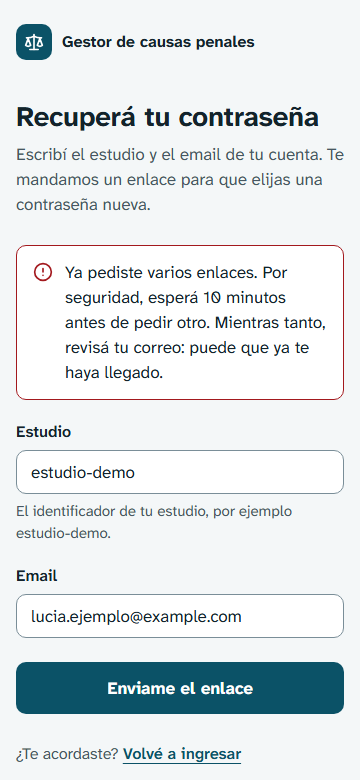 Gestor de causas penales
Recuperá tu contraseña
Escribí el estudio y el email de tu cuenta. Te
mandamos un enlace para que elijas una
contraseña nueva.
Ya pediste varios enlaces. Por
seguridad, esperá 10 minutos
antes de pedir otro. Mientras tanto,
revisá tu correo: puede que ya te
haya llegado.
Estudio
estudio-demo
El identificador de tu estudio, por ejemplo
estudio-demo.
Email
lucia.ejemplo@example.com
Enviame el enlace
¿Te acordaste? Volvé a ingresar